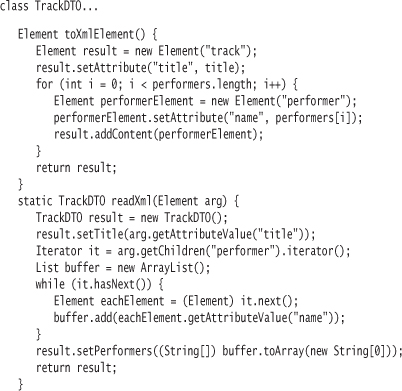 class TrackDTO...
Element toXmlElement() {
Element result = new Element("track");
result.setAttribute("title", title);
for (int i = 0; i < performers.length; i++) {
Element performerElement = new Element("performer");
performerElement.setAttribute("name", performers[i]);
result.addContent(performerElement);
}
return result;
}
static TrackDTO readXml(Element arg) {
TrackDTO result = new TrackDTO();
result.setTitle(arg.getAttributeValue("title"));
Iterator it = arg.getChildren("performer").iterator();
List buffer = new ArrayList();
while (it.hasNext()) {
Element eachElement = (Element) it.next();
buffer.add(eachElement.getAttributeValue("name"));
}
result.setPerformers((String[]) buffer.toArray(new String[0]));
return result;
}